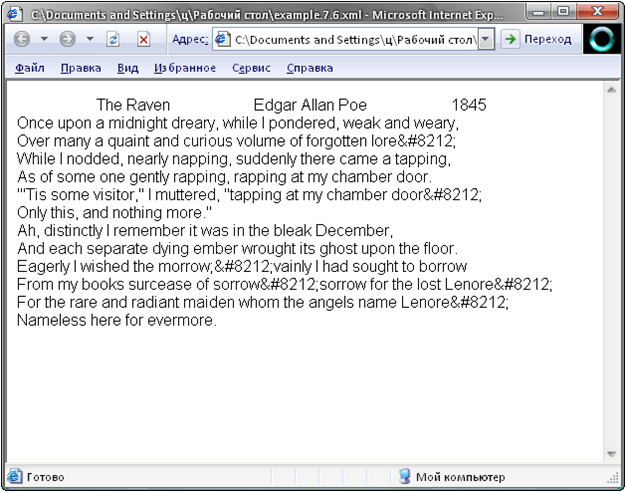 C:\Documents and Settings\ц\Рабочий стол\example.7.6.xml - Microsoft Internet Exp...
Адрес: C:\Documents and Settings\ц\Рабочий стол\ Переход
Файл Правка Вид Избранное Сервис Справка
The Raven Edgar Allan Poe 1845
Once upon a midnight dreary, while I pondered, weak and weary,
Over many a quaint and curious volume of forgotten lore&#8212;
While I nodded, nearly napping, suddenly there came a tapping,
As of some one gently rapping, rapping at my chamber door.
"'Tis some visitor," I muttered, "tapping at my chamber door&#8212;
Only this, and nothing more."
Ah, distinctly I remember it was in the bleak December,
And each separate dying ember wrought its ghost upon the floor.
Eagerly I wished the morrow;&#8212;vainly I had sought to borrow
From my books surcease of sorrow&#8212;sorrow for the lost Lenore&#8212;
For the rare and radiant maiden whom the angels name Lenore&#8212;
Nameless here for evermore.
Готово Мой компьютер